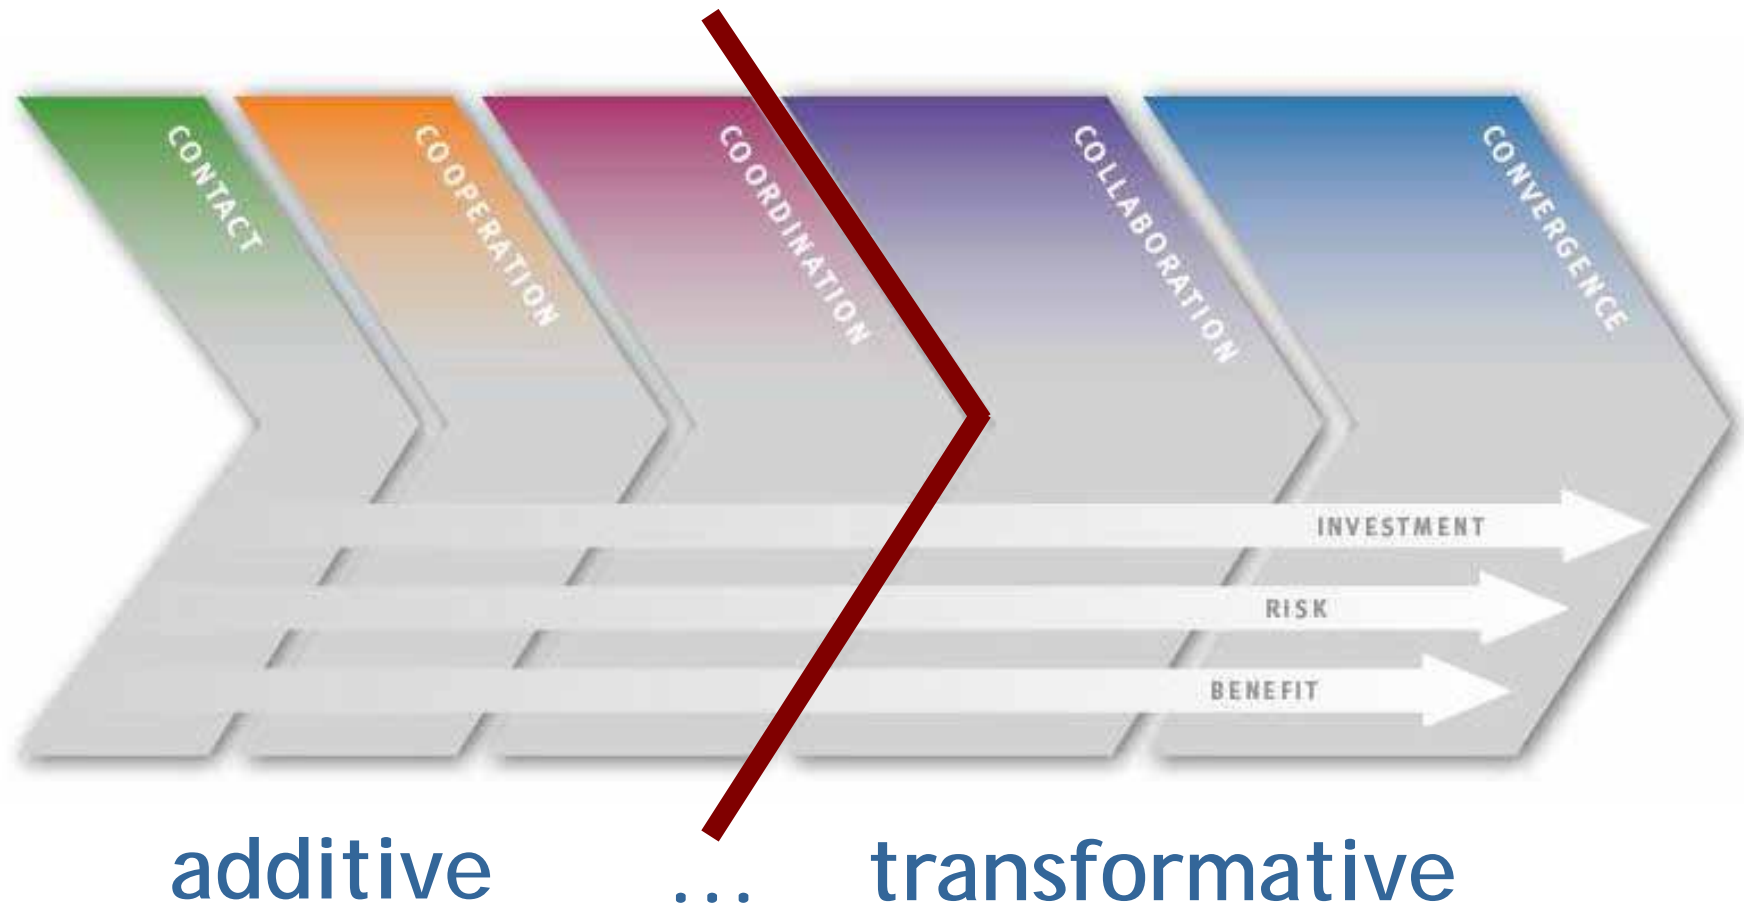 CONTACT
COOPERATION
COORDINATION
COLLABORATION
CONVERGENCE
INVESTMENT
RISK
BENEFIT
additive ... transformative